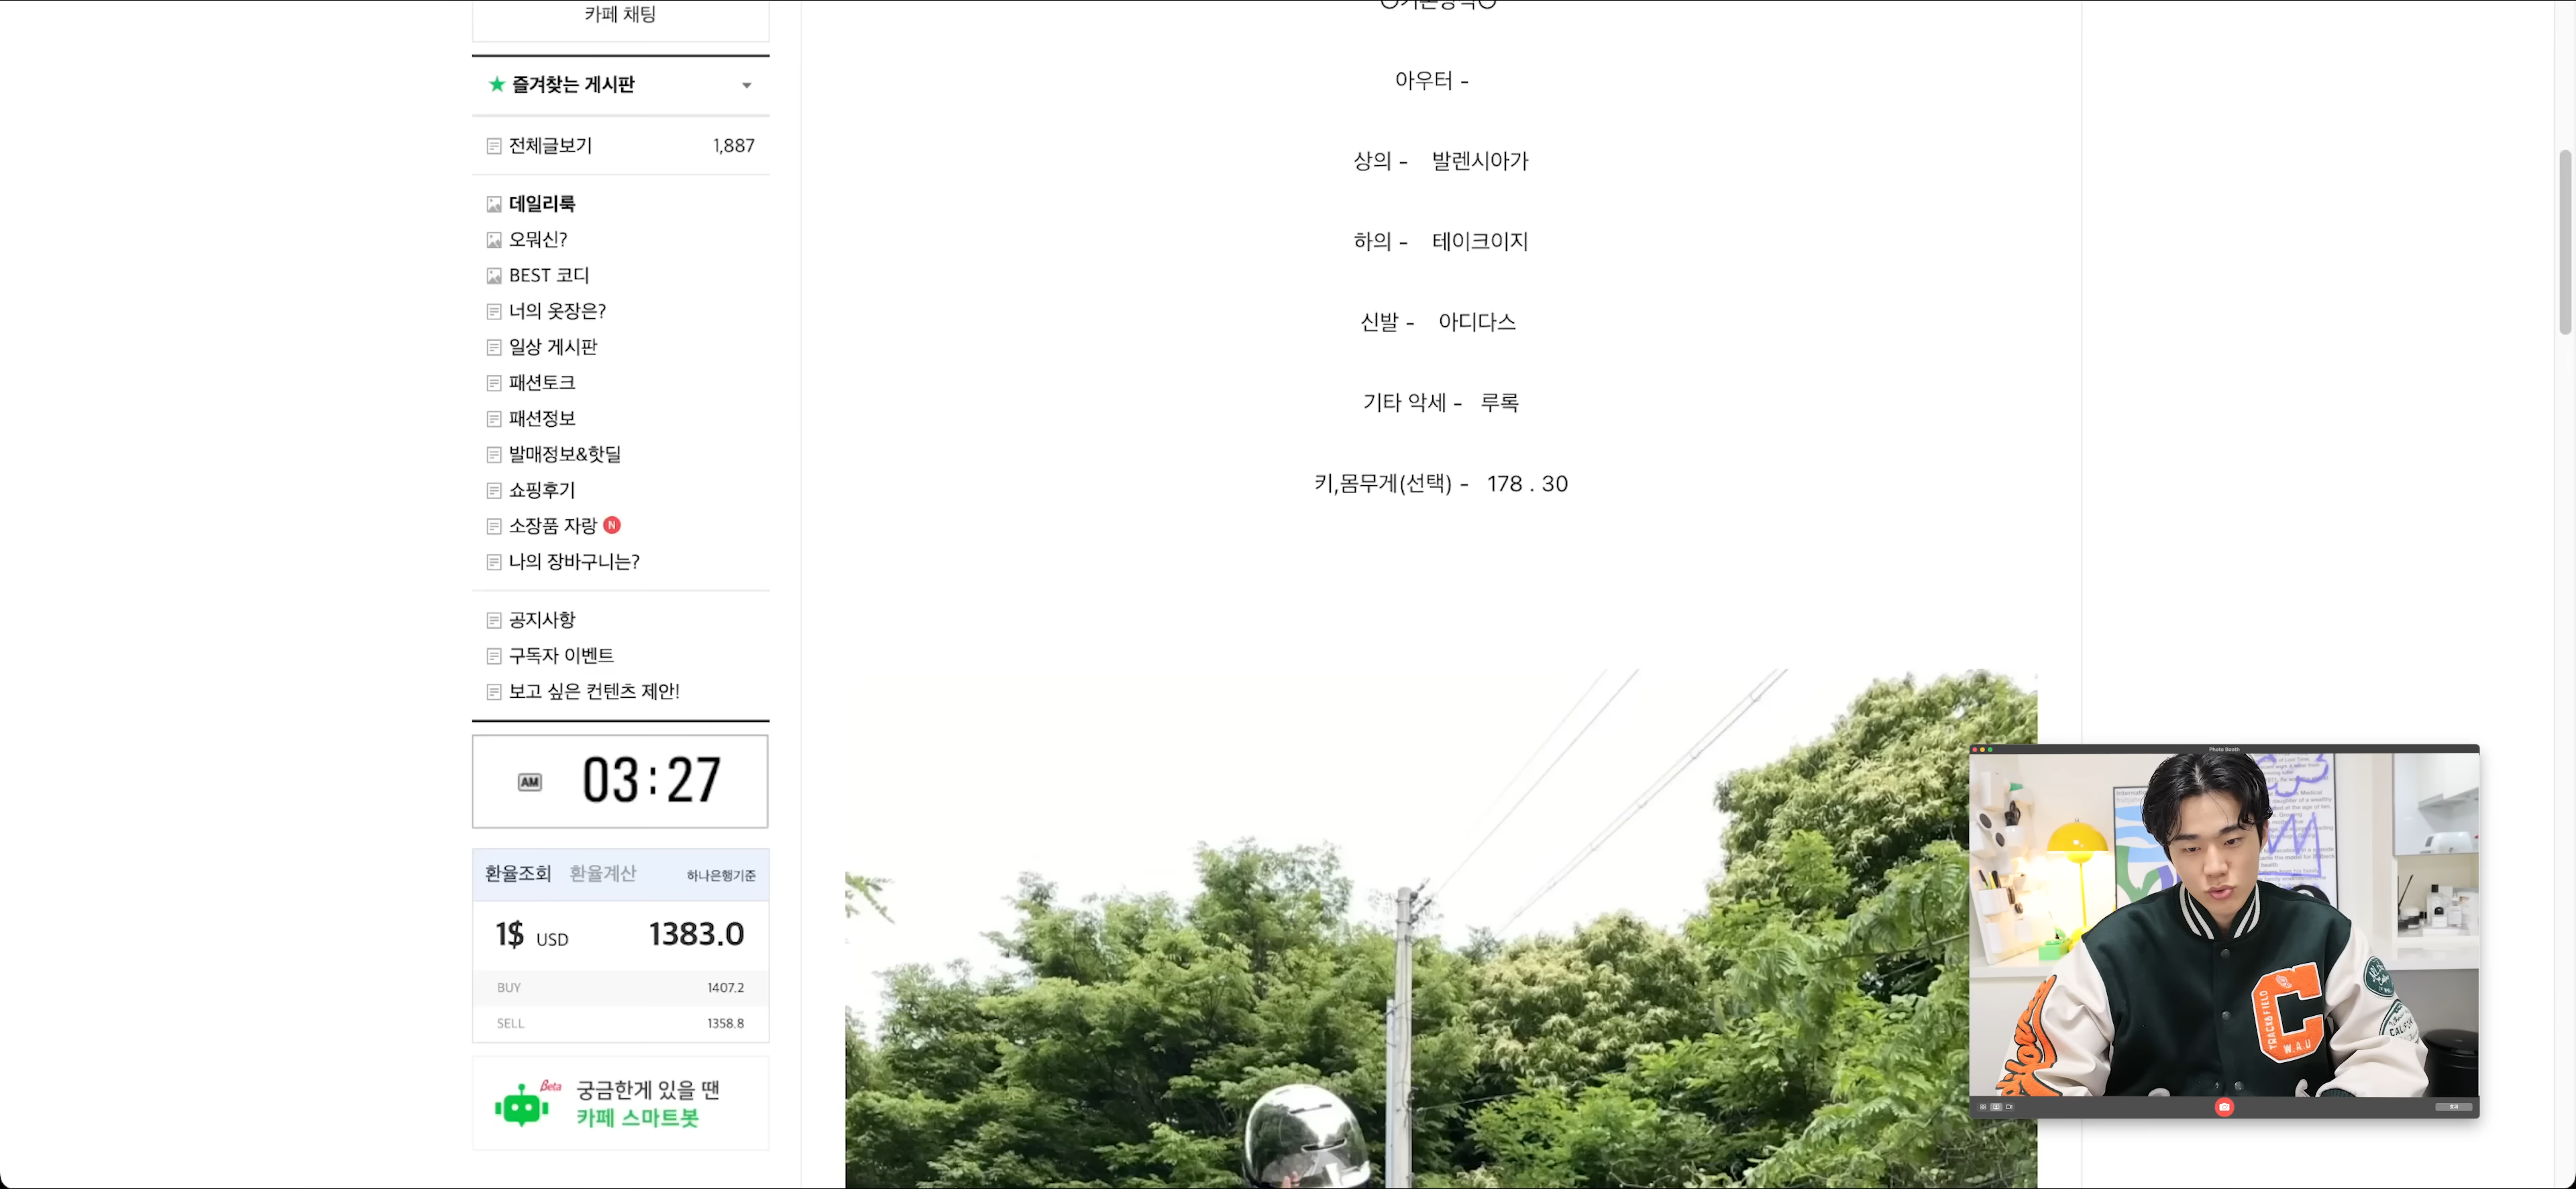 카페 채팅
즐겨찾는 게시판
전체글보기 1,887
데일리룩
오뭐신?
BEST 코디
너의 옷장은?
일상 게시판
패션토크
패션정보
발매정보&핫딜
쇼핑후기
소장품 자랑 N
나의 장바구니는?
공지사항
구독자 이벤트
보고 싶은 컨텐츠 제안!
AM 03:27
환율조회 환율계산 하나은행기준
1$ USD 1383.0
BUY 1407.2
SELL 1358.8
Beta
궁금한게 있을 땐
카페 스마트봇
아우터 -
상의 - 발렌시아가
하의 - 테이크이지
신발 - 아디다스
기타 악세 - 루록
키,몸무게(선택) - 178 . 30
Photo Booth
C
TRACK&FIELD
W.A.U